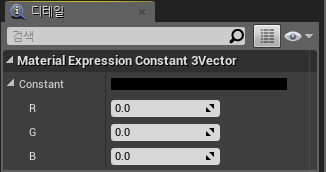 디테일
검색
Material Expression Constant 3Vector
Constant
R 0.0
G 0.0
B 0.0